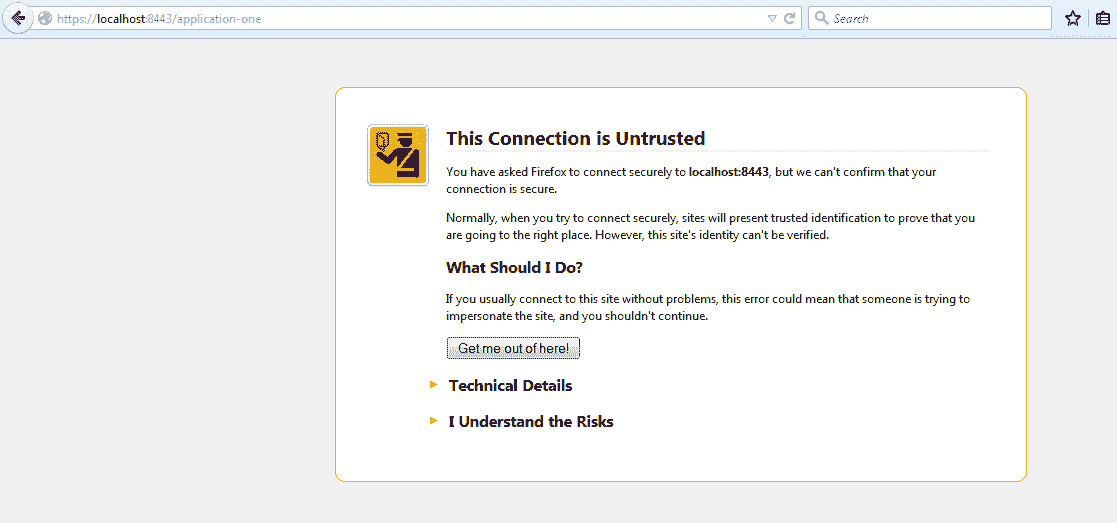 https://localhost:8443/application-one
Search
This Connection is Untrusted
You have asked Firefox to connect securely to localhost:8443, but we can't confirm that your
connection is secure.
Normally, when you try to connect securely, sites will present trusted identification to prove that you
are going to the right place. However, this site's identity can't be verified.
What Should I Do?
If you usually connect to this site without problems, this error could mean that someone is trying to
impersonate the site, and you shouldn't continue.
Get me out of here!
Technical Details
I Understand the Risks